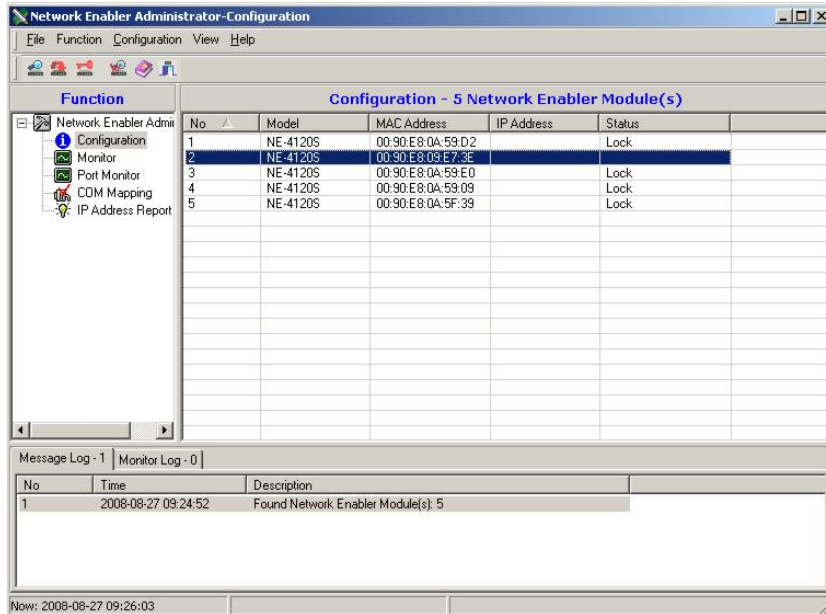 Network Enabler Administrator-Configuration
File Function Configuration View Help
Function
Configuration - 5 Network Enabler Module(s)
Network Enabler Admi
Configuration
Monitor
Port Monitor
COM Mapping
IP Address Report
No Model MAC Address IP Address Status
1 NE-4120S 00:90:E8:0A:59:D2 Lock
2 NE-4120S 00:90:E8:09:E7:3E
3 NE-4120S 00:90:E8:0A:59:E0 Lock
4 NE-4120S 00:90:E8:0A:59:09 Lock
5 NE-4120S 00:90:E8:0A:5F:39 Lock
Message Log - 1 Monitor Log - 0
No Time Description
1 2008-08-27 09:24:52 Found Network Enabler Module(s): 5
Now: 2008-08-27 09:26:03